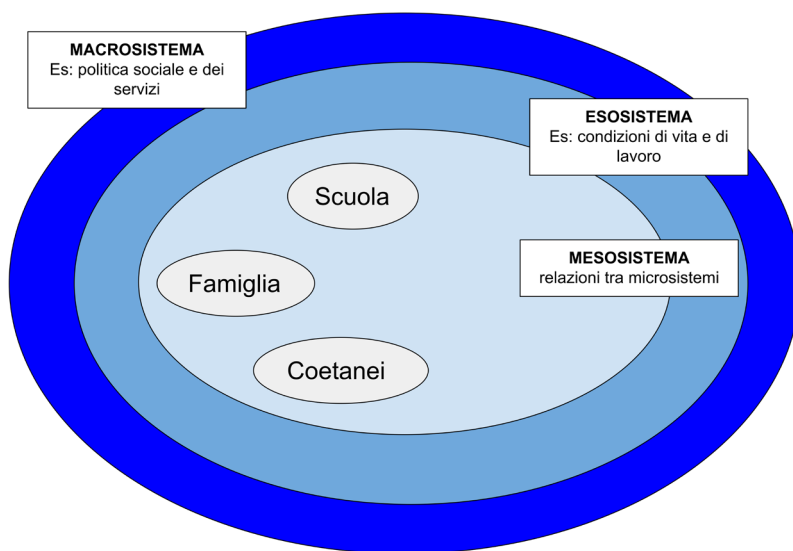 MACROSISTEMA
Es: politica sociale e dei
servizi
ESOSISTEMA
Es: condizioni di vita e di
lavoro
Scuola
MESOSISTEMA
relazioni tra microsistemi
Famiglia
Coetanei